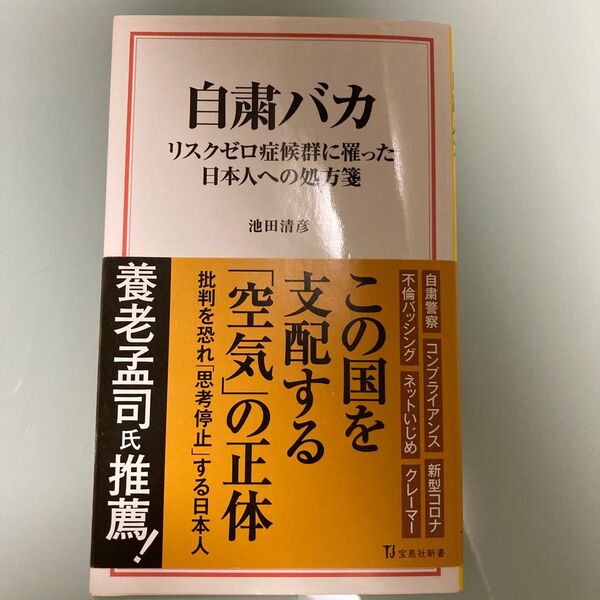 自粛バカ
リスクゼロ症候群に罹った
日本人への処方箋
池田清彦
自粛警察
コンプライアンス
新型コロナ
不倫バッシング
ネットいじめ
クレーマー
この国を
支配する
「空気」の正体
批判を恐れ「思考停止」する日本人
養老孟司氏推薦!
TJ 宝島社新書